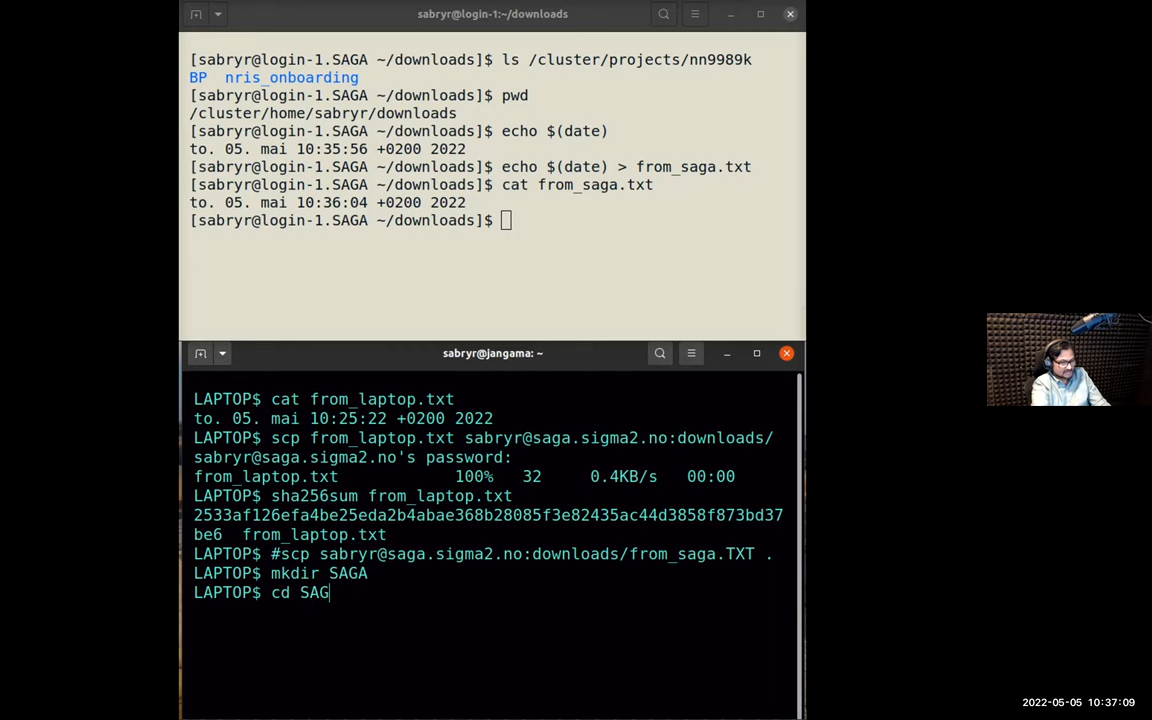 sabryr@login-1:~/downloads
[sabryr@login-1.SAGA ~/downloads]$ ls /cluster/projects/nn9989k
BP  nris_onboarding
[sabryr@login-1.SAGA ~/downloads]$ pwd
/cluster/home/sabryr/downloads
[sabryr@login-1.SAGA ~/downloads]$ echo $(date)
to. 05. mai 10:35:56 +0200 2022
[sabryr@login-1.SAGA ~/downloads]$ echo $(date) > from_saga.txt
[sabryr@login-1.SAGA ~/downloads]$ cat from_saga.txt
to. 05. mai 10:36:04 +0200 2022
[sabryr@login-1.SAGA ~/downloads]$
sabryr@jangama: ~
LAPTOP$ cat from_laptop.txt
to. 05. mai 10:25:22 +0200 2022
LAPTOP$ scp from_laptop.txt sabryr@saga.sigma2.no:downloads/
sabryr@saga.sigma2.no's password:
from_laptop.txt 100% 32 0.4KB/s 00:00
LAPTOP$ sha256sum from_laptop.txt
2533af126efa4be25eda2b4abae368b28085f3e82435ac44d3858f873bd37
be6  from_laptop.txt
LAPTOP$ #scp sabryr@saga.sigma2.no:downloads/from_saga.TXT .
LAPTOP$ mkdir SAGA
LAPTOP$ cd SAG
2022-05-05 10:37:09